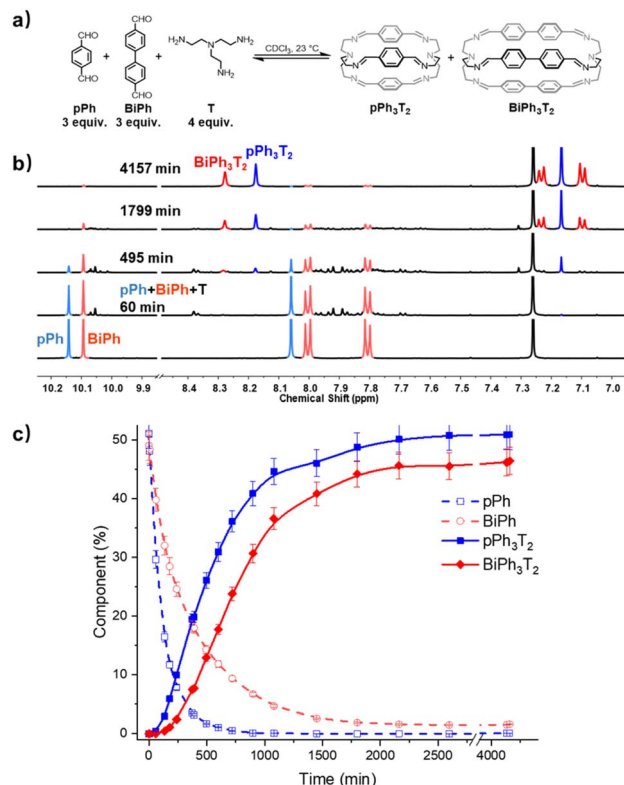 a)
CHO
CHO
CHO
CHO
+
+
H₂N
NH₂
N
NH₂
CDCl₃, 23 °C
N
N
N
N
N
N
+
N
N
N
N
N
N
pPh
3 equiv.
BiPh
3 equiv.
T
4 equiv.
pPh₃T₂
BiPh₃T₂
b)
4157 min
BiPh₃T₂
pPh₃T₂
1799 min
495 min
pPh+BiPh+T
60 min
pPh
BiPh
10.2 10.1 10.0 9.9 8.4 8.3 8.2 8.1 8.0 7.9 7.8 7.7 7.6 7.5 7.4 7.3 7.2 7.1 7.0 6.9
Chemical Shift (ppm)
c)
Component (%)
50
40
30
20
10
0
pPh
BiPh
pPh₃T₂
BiPh₃T₂
0 500 1000 1500 2000 2500 4000
Time (min)